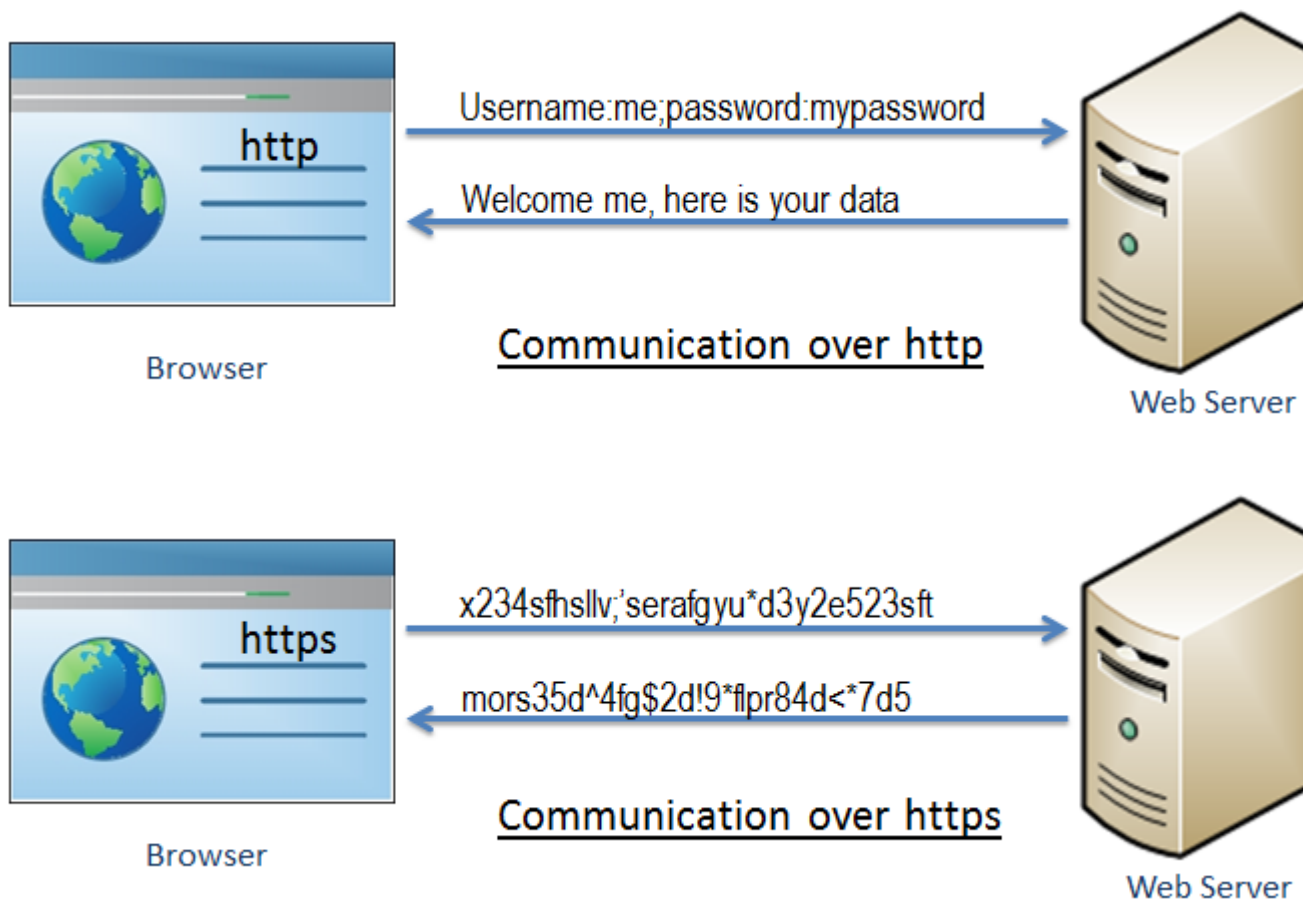 http
Username:me;password:mypassword
Welcome me, here is your data
Browser
Communication over http
Web Server
https
x234sfhsllv;’serafgyu*d3y2e523sft
mors35d^4fg$2d!9*flpr84d<*7d5
Browser
Communication over https
Web Server